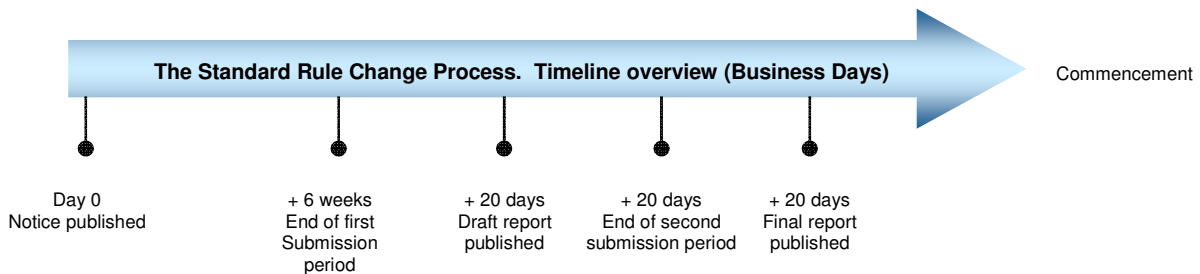 The Standard Rule Change Process. Timeline overview (Business Days)
Commencement
Day 0
Notice published
+ 6 weeks
End of first
Submission
period
+ 20 days
Draft report
published
+ 20 days
End of second
submission period
+ 20 days
Final report
published